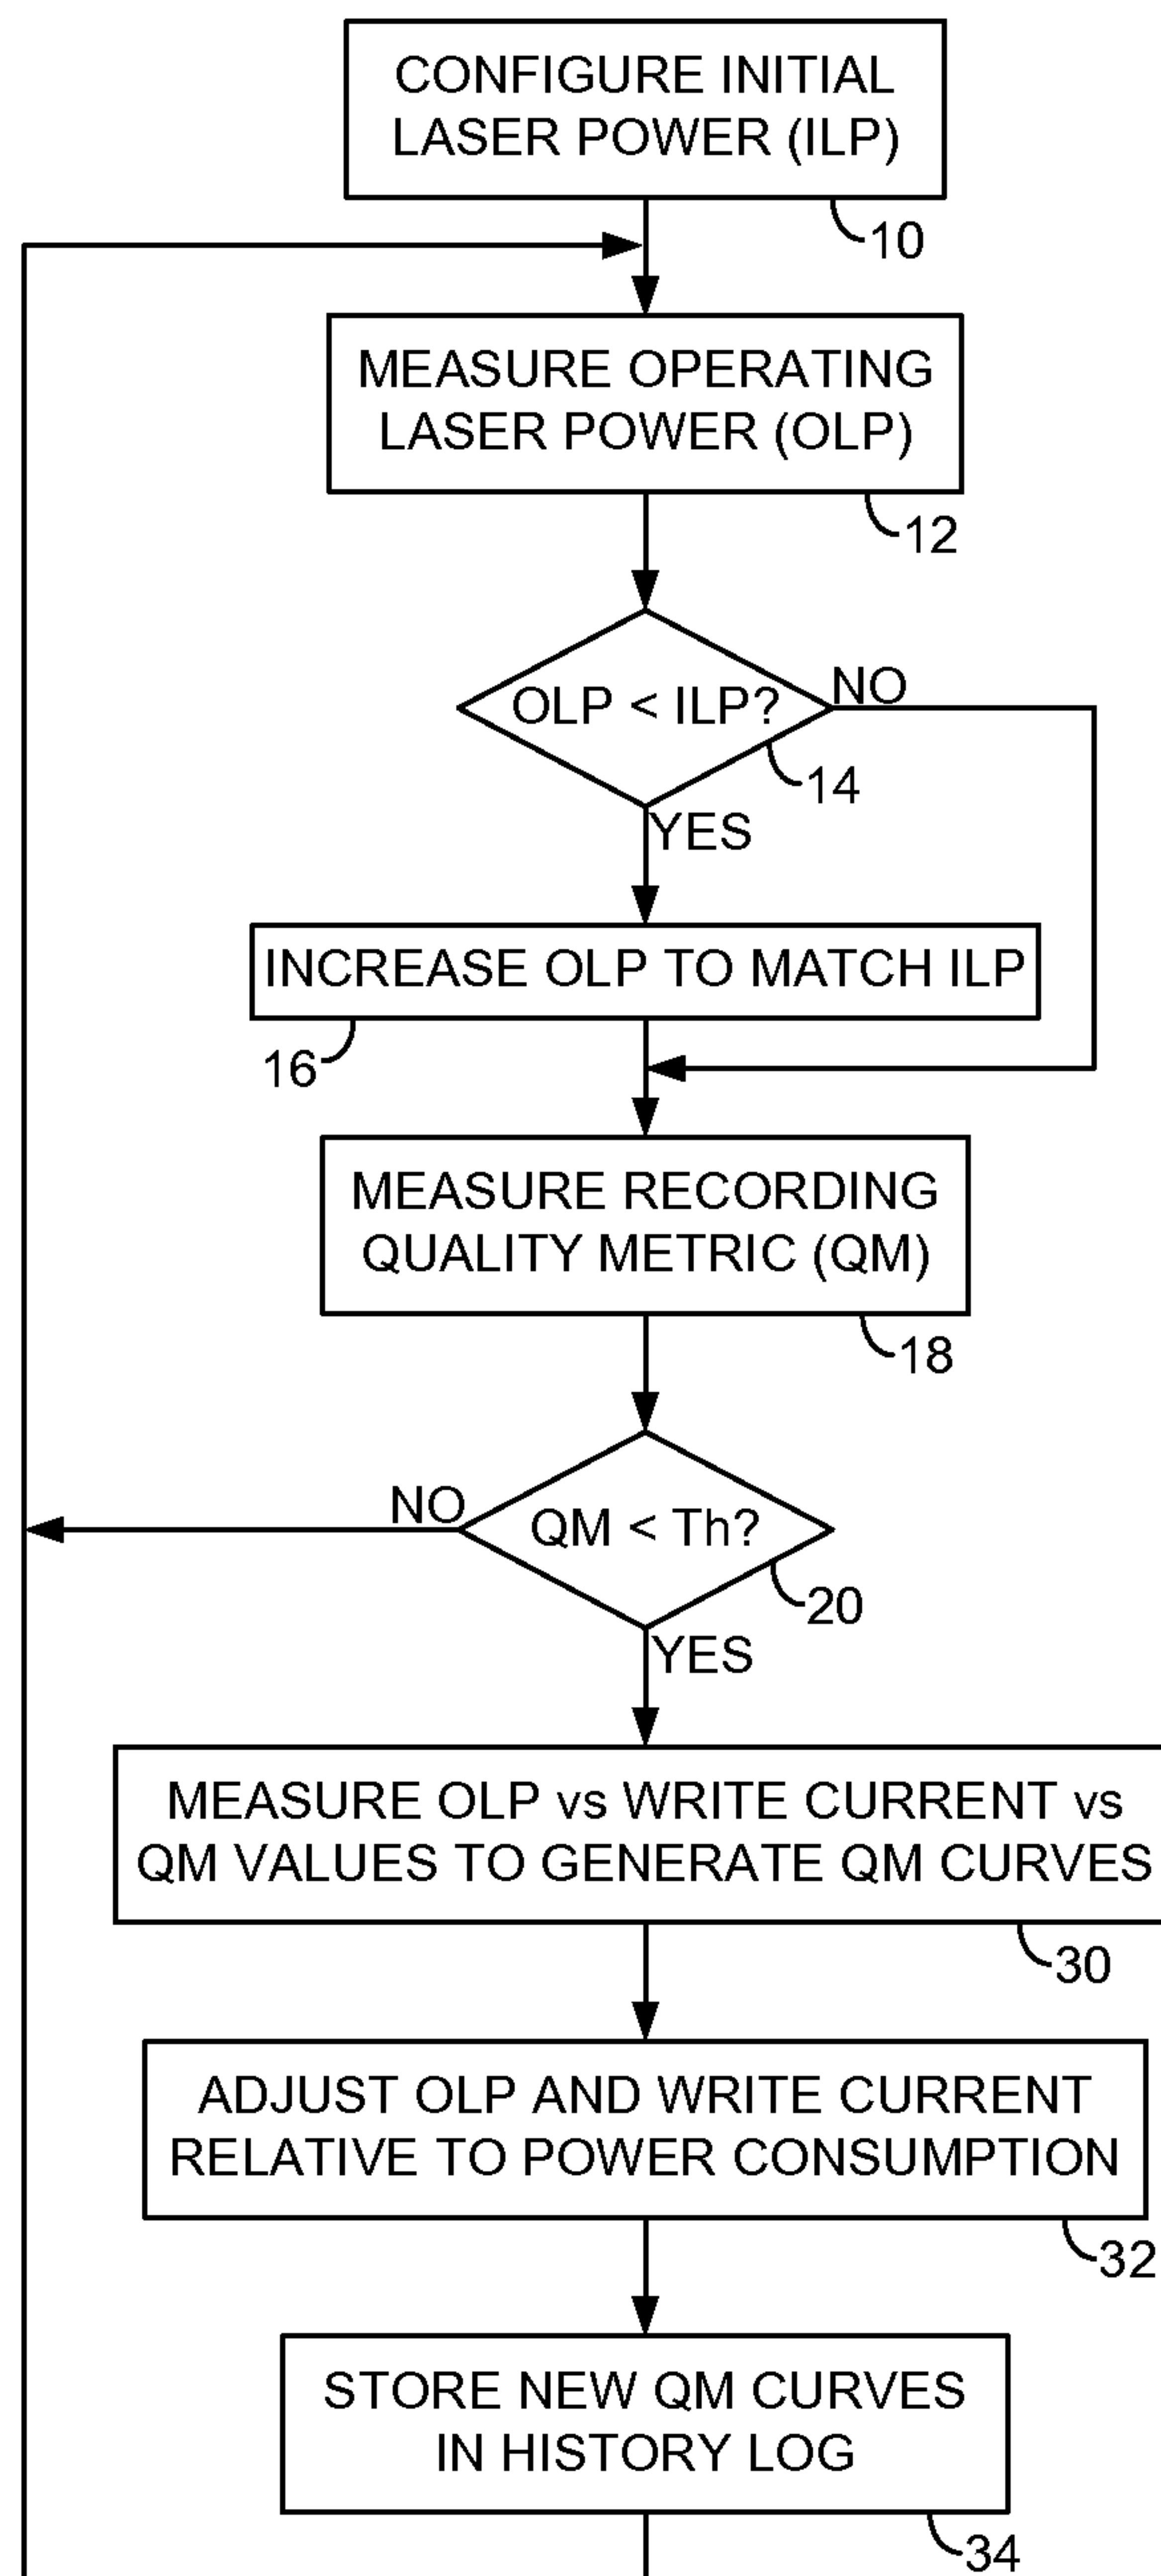 CONFIGURE INITIAL
LASER POWER (ILP)
10
MEASURE OPERATING
LASER POWER (OLP)
12
OLP < ILP?
NO
14
YES
INCREASE OLP TO MATCH ILP
16
MEASURE RECORDING
QUALITY METRIC (QM)
18
NO
QM < Th?
20
YES
MEASURE OLP vs WRITE CURRENT vs
QM VALUES TO GENERATE QM CURVES
30
ADJUST OLP AND WRITE CURRENT
RELATIVE TO POWER CONSUMPTION
32
STORE NEW QM CURVES
IN HISTORY LOG
34